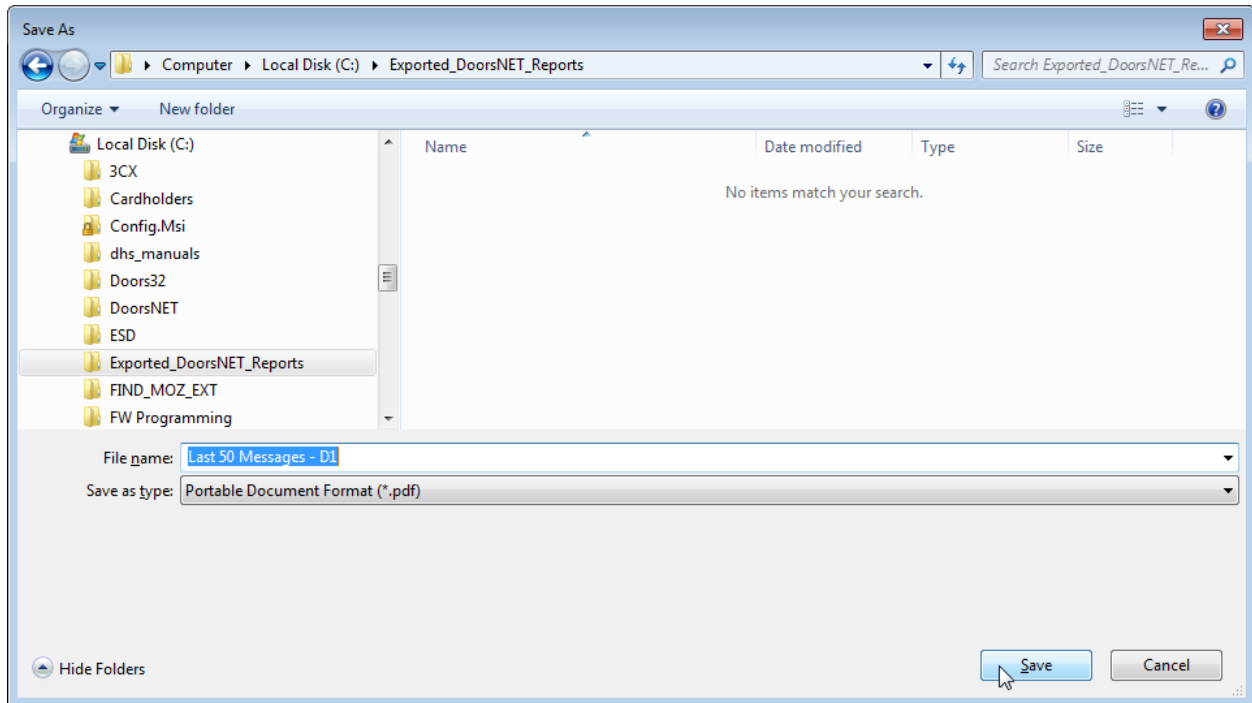 Save As
Computer Local Disk (C:) Exported_DoorsNET_Reports Search Exported_DoorsNET_Re...
Organize New folder
Local Disk (C:)
3CX
Cardholders
Config.Msi
dhs_manuals
Doors32
DoorsNET
ESD
Exported_DoorsNET_Reports
FIND_MOZ_EXT
FW Programming
Name Date modified Type Size
No items match your search.
File name: Last 50 Messages - D1
Save as type: Portable Document Format (*.pdf)
Hide Folders Save Cancel